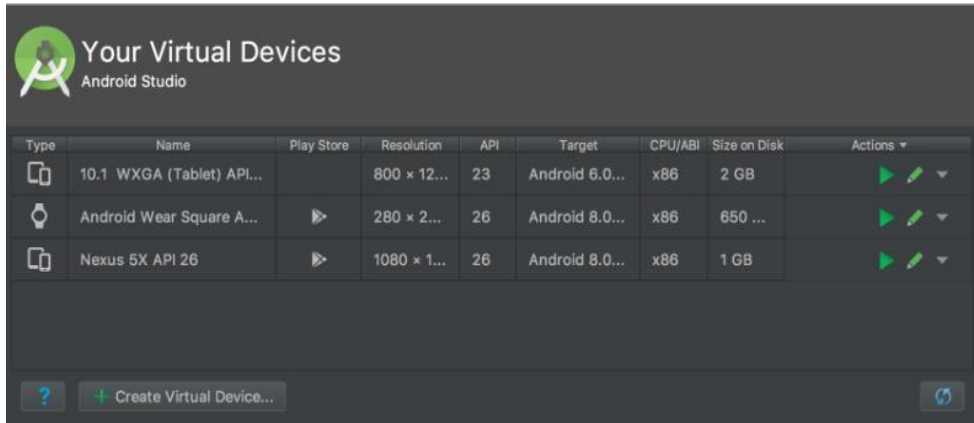 Your Virtual Devices
Android Studio
Type Name Play Store Resolution API Target CPU/ABI Size on Disk Actions
10.1 WXGA (Tablet) API... 800 × 12... 23 Android 6.0... x86 2 GB
Android Wear Square A... 280 × 2... 26 Android 8.0... x86 650 ...
Nexus 5X API 26 1080 × 1... 26 Android 8.0... x86 1 GB
? + Create Virtual Device...